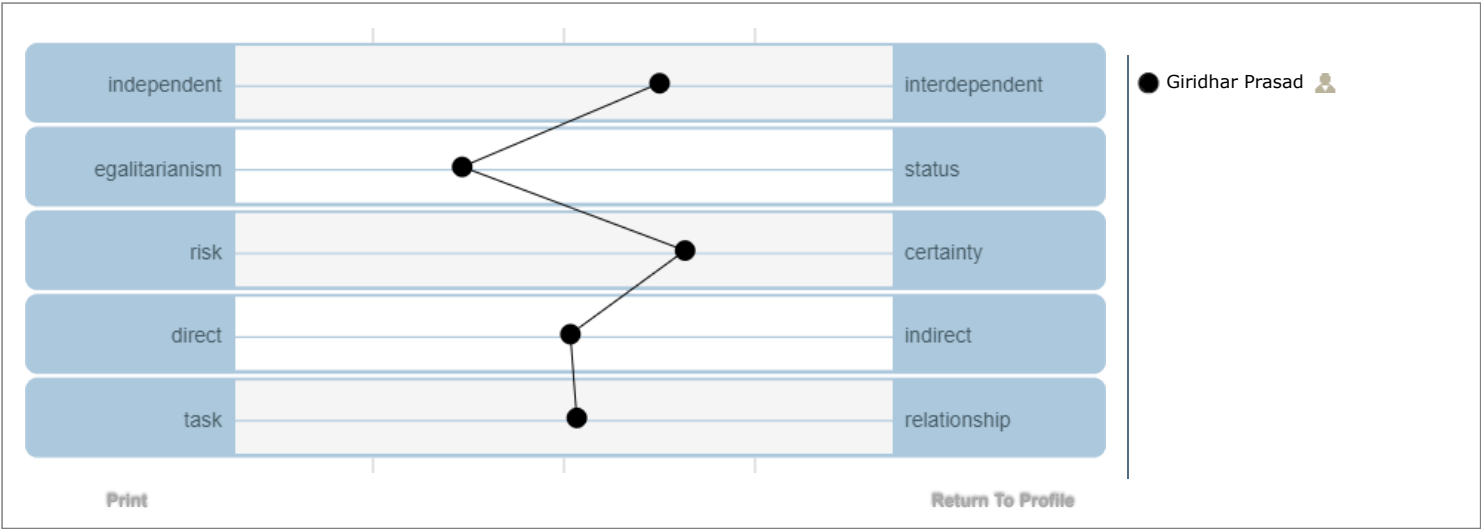 independent interdependent
egalitarianism status
risk certainty
direct indirect
task relationship
Print Return To Profile
Giridhar Prasad